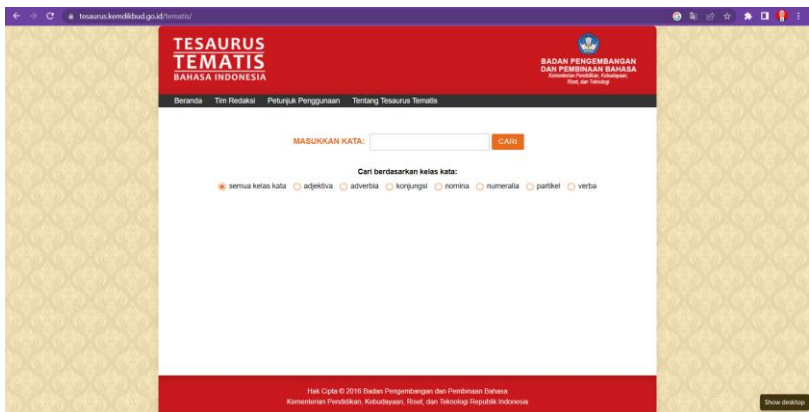 tesaurus.kemdikbud.go.id/tematis/
TESAURUS
TEMATIS
BAHASA INDONESIA
BADAN PENGEMBANGAN
DAN PEMBINAAN BAHASA
Kementerian Pendidikan, Kebudayaan,
Riset, dan Teknologi
Beranda Tim Redaksi Petunjuk Penggunaan Tentang Tesaurus Tematis
MASUKKAN KATA: CARI
Cari berdasarkan kelas kata:
semua kelas kata adjektiva adverbia konjungsi nomina numeralia partikel verba
Hak Cipta © 2016 Badan Pengembangan dan Pembinaan Bahasa
Kementerian Pendidikan, Kebudayaan, Riset, dan Teknologi Republik Indonesia
Show desktop